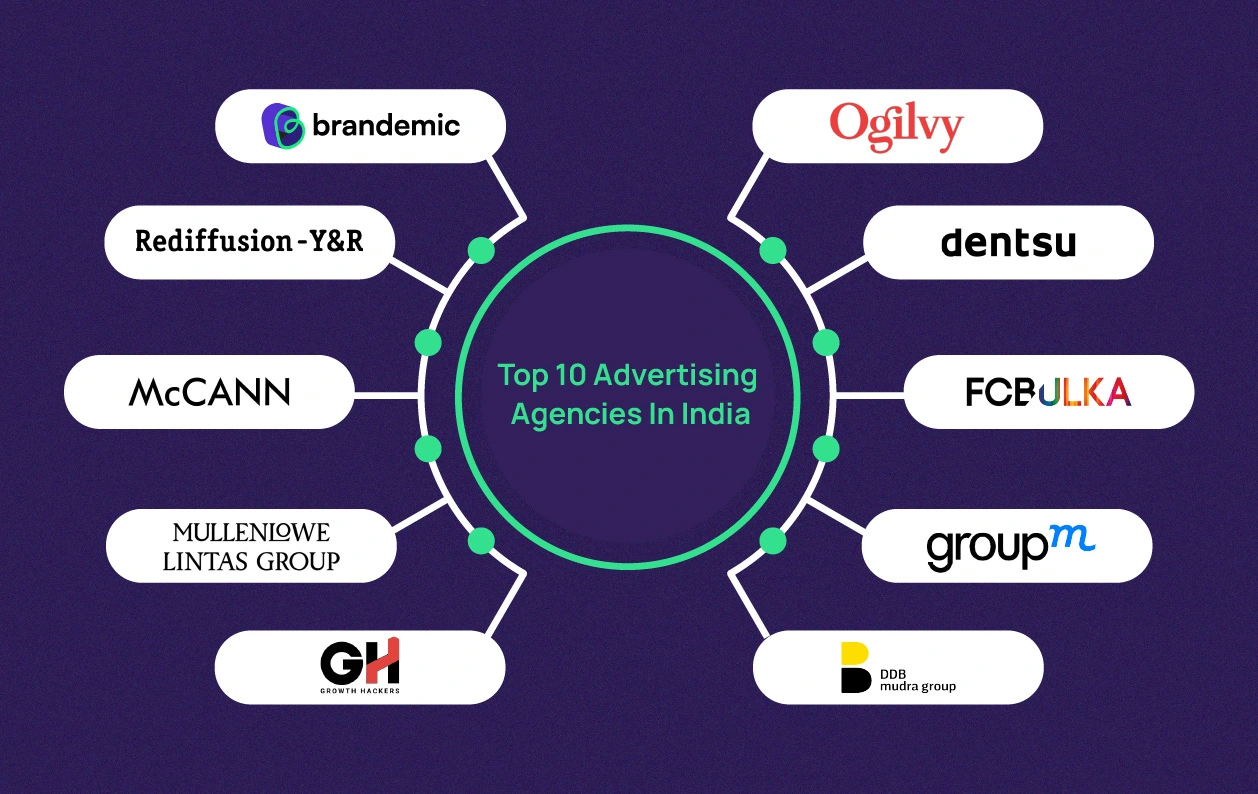 brandemic
Rediffusion-Y&R
McCANN
MULLENLOWE
LINTAS GROUP
GH
GROWTH HACKERS
Top 10 Advertising
Agencies In India
Ogilvy
dentsu
FCBULKA
groupm
DDB
mudra group